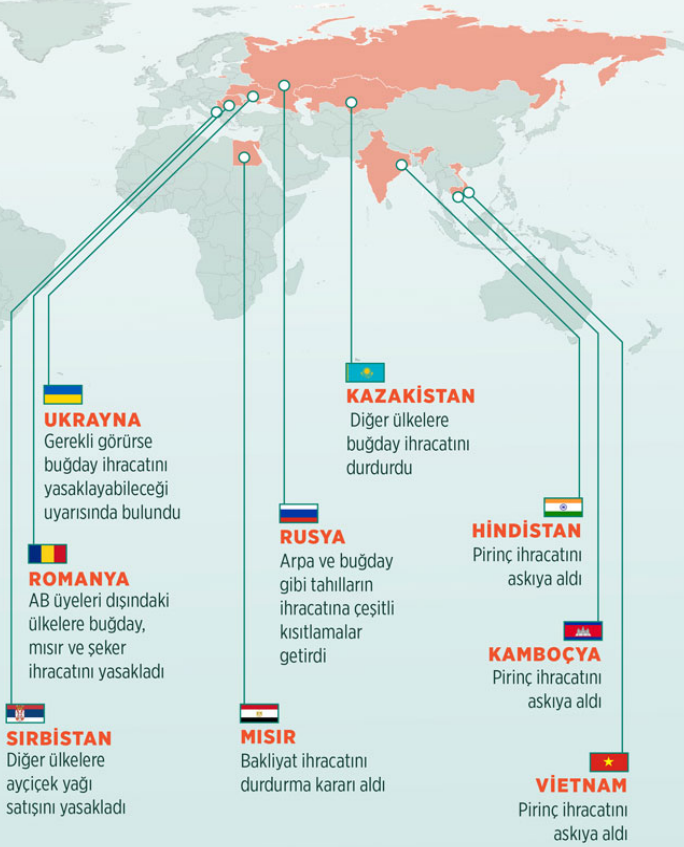 UKRAYNA
Gerekli görürse
buğday ihracatını
yasaklayabileceği
uyarısında bulundu
ROMANYA
AB üyeleri dışındaki
ülkelere buğday,
mısır ve şeker
ihracatını yasakladı
SIRBİSTAN
Diğer ülkelere
ayçiçek yağı
satışını yasakladı
MISIR
Bakliyat ihracatını
durdurma kararı aldı
RUSYA
Arpa ve buğday
gibi tahılların
ihracatına çeşitli
kısıtlamalar
getirdi
KAZAKİSTAN
Diğer ülkelere
buğday ihracatını
durdurdu
HİNDİSTAN
Pirinç ihracatını
askıya aldı
KAMBOÇYA
Pirinç ihracatını
askıya aldı
VİETNAM
Pirinç ihracatını
askıya aldı